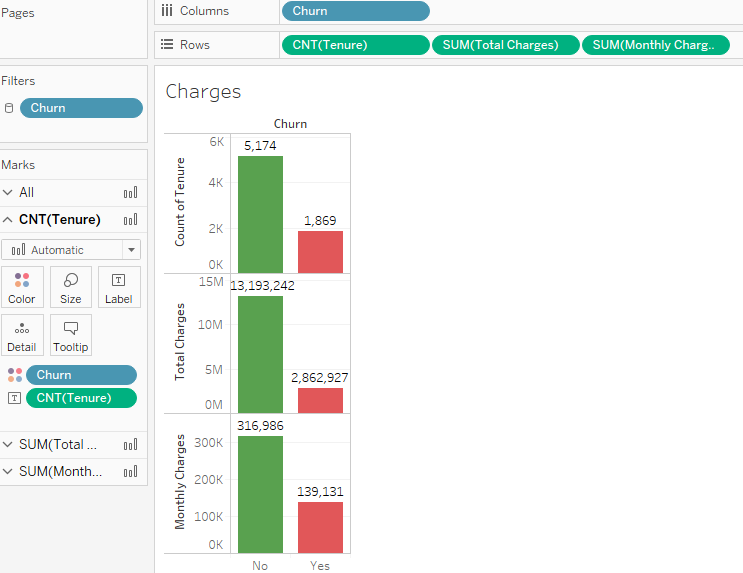 Pages
Columns
Churn
Rows
CNT(Tenure)
SUM(Total Charges)
SUM(Monthly Charg..
Filters
Churn
Marks
All
CNT(Tenure)
Automatic
Color
Size
Label
Detail
Tooltip
Churn
CNT(Tenure)
SUM(Total ...
SUM(Month...
Charges
Churn
Count of Tenure
6K
4K
2K
0K
5,174
1,869
Total Charges
15M
10M
5M
0M
13,193,242
2,862,927
Monthly Charges
300K
200K
100K
0K
316,986
139,131
No
Yes